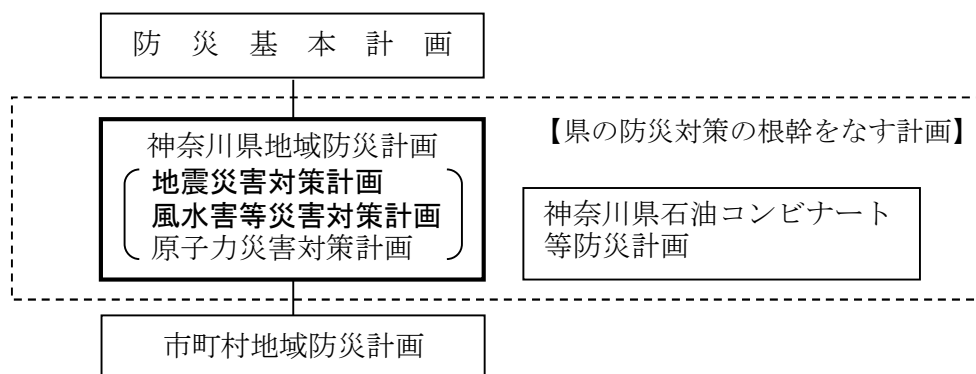 防 災 基 本 計 画
【県の防災対策の根幹をなす計画】
神奈川県地域防災計画
地震災害対策計画
風水害等災害対策計画
原子力災害対策計画
神奈川県石油コンビナート
等防災計画
市町村地域防災計画